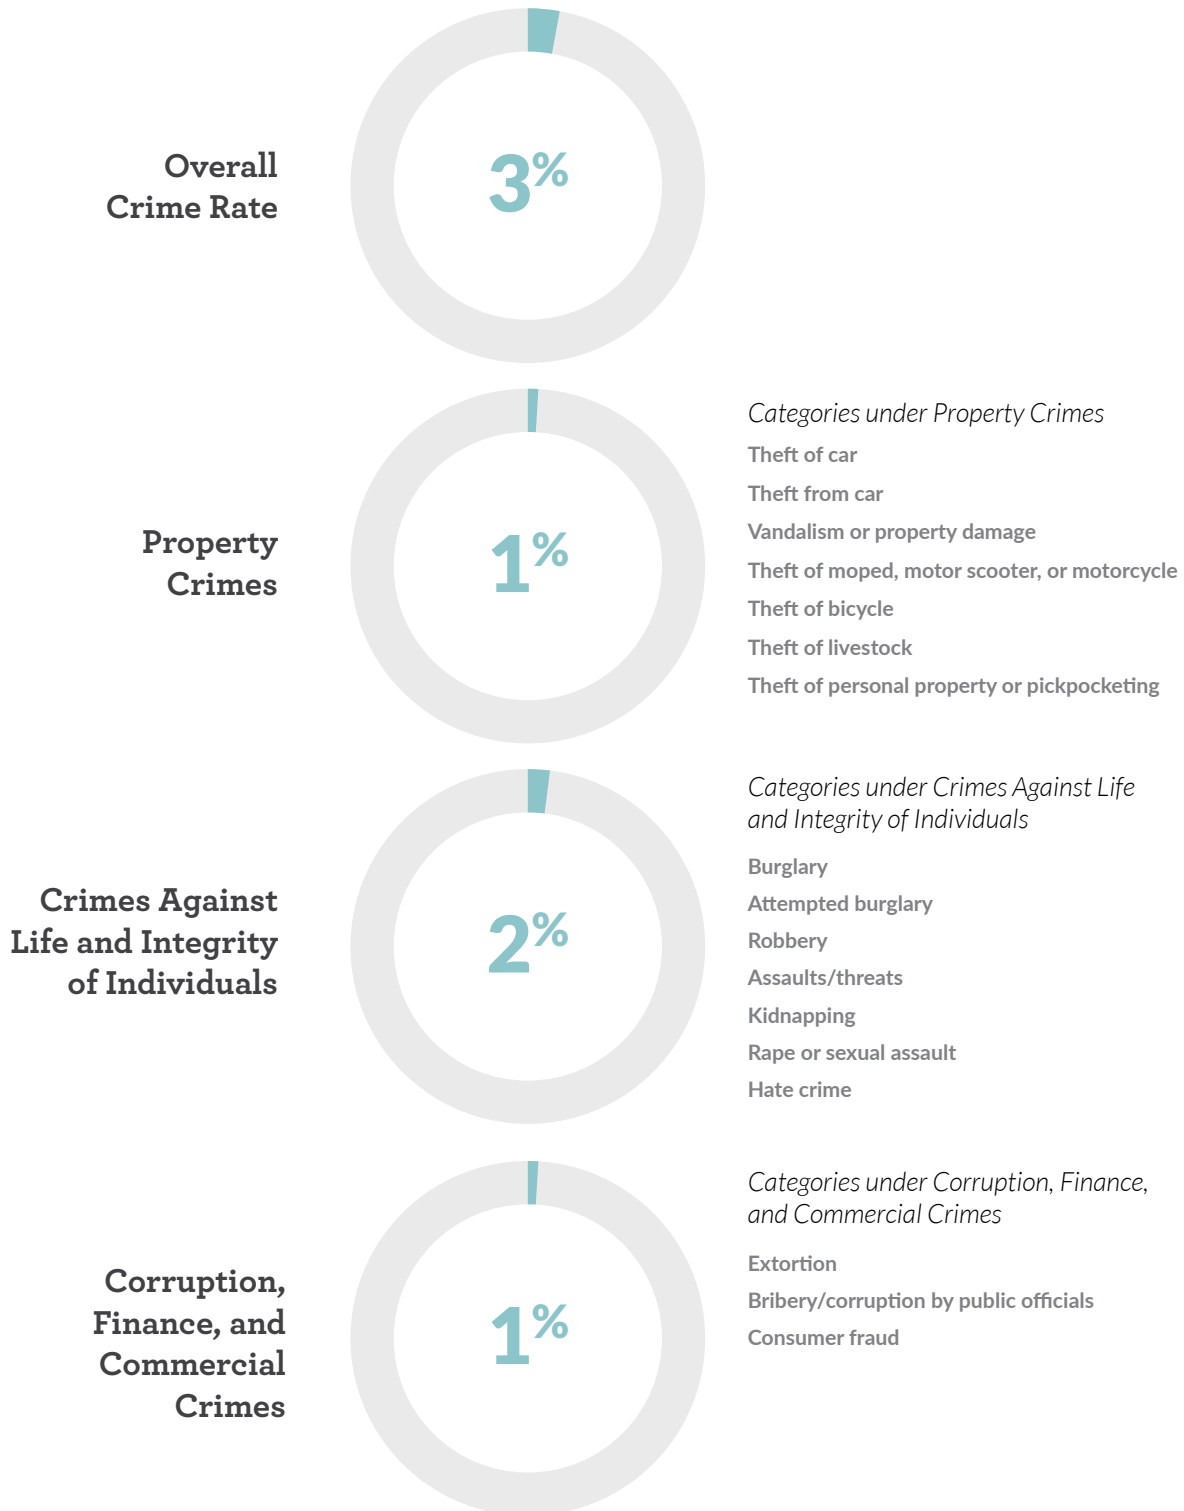 Overall
Crime Rate
3%
Property
Crimes
1%
Categories under Property Crimes
Theft of car
Theft from car
Vandalism or property damage
Theft of moped, motor scooter, or motorcycle
Theft of bicycle
Theft of livestock
Theft of personal property or pickpocketing
Crimes Against
Life and Integrity
of Individuals
2%
Categories under Crimes Against Life
and Integrity of Individuals
Burglary
Attempted burglary
Robbery
Assaults/threats
Kidnapping
Rape or sexual assault
Hate crime
Corruption,
Finance, and
Commercial
Crimes
1%
Categories under Corruption, Finance,
and Commercial Crimes
Extortion
Bribery/corruption by public officials
Consumer fraud